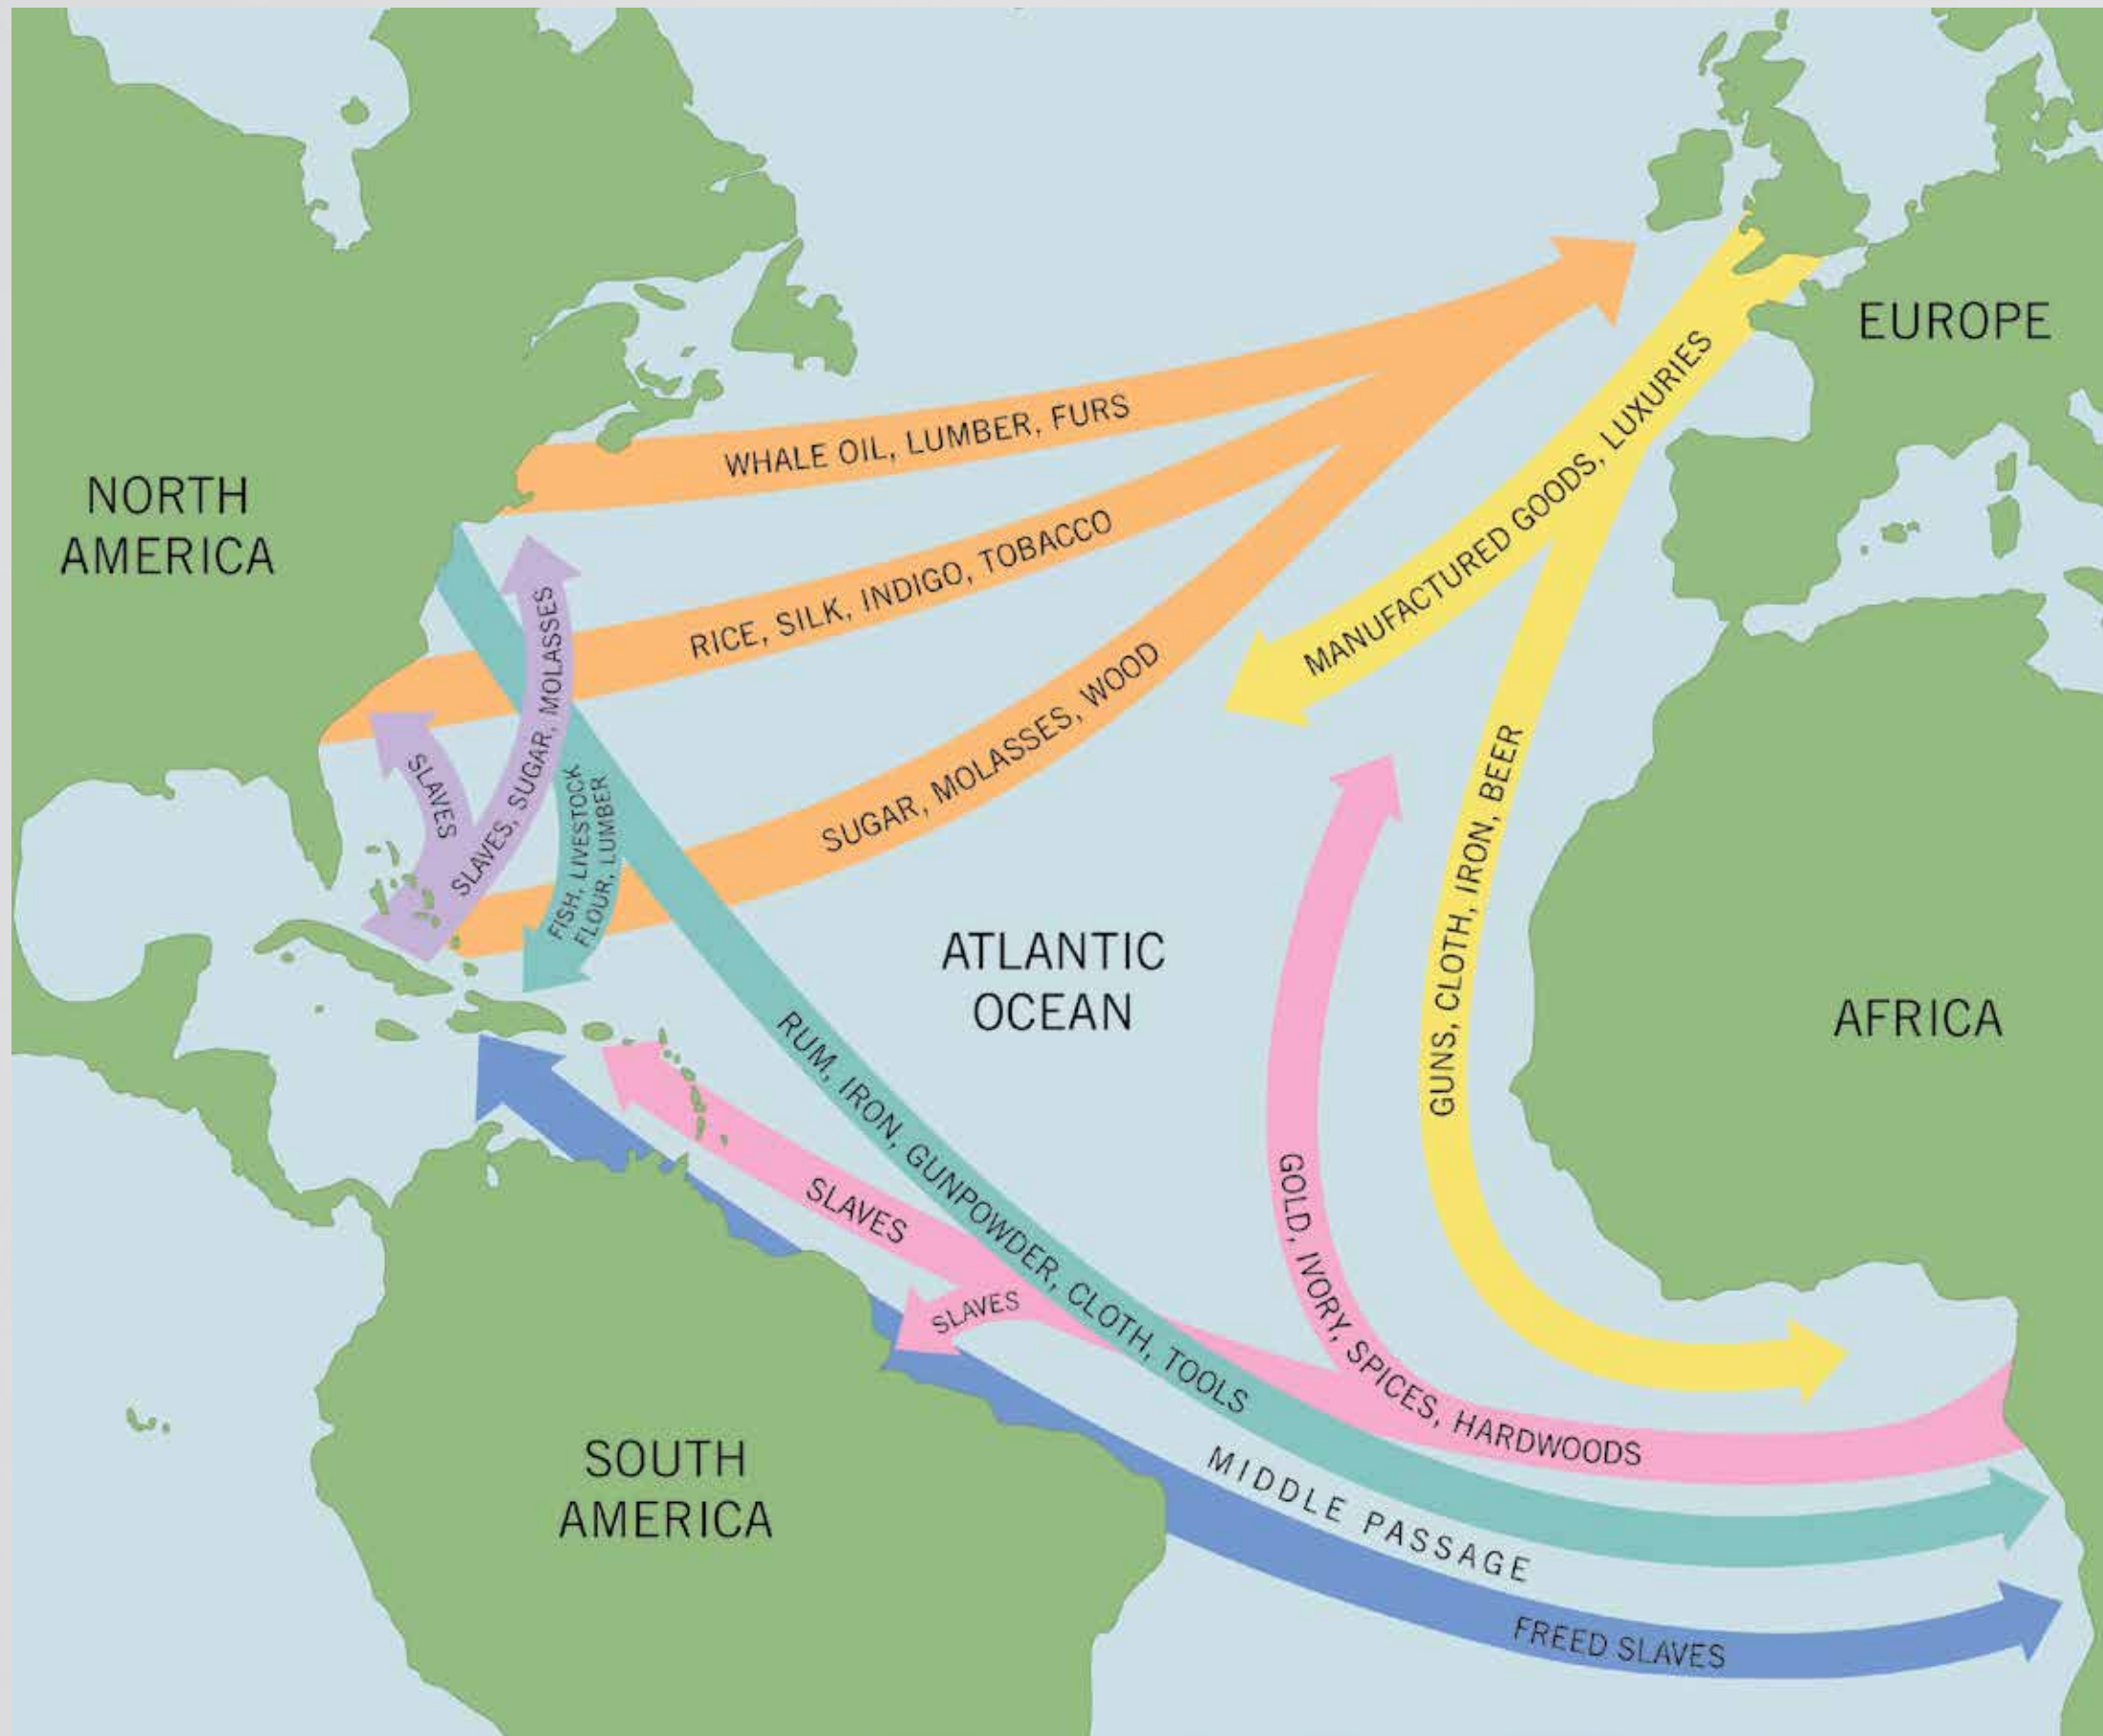 EUROPE
WHALE OIL, LUMBER, FURS
MANUFACTURED GOODS, LUXURIES
NORTH
AMERICA
RICE, SILK, INDIGO, TOBACCO
SLAVES, SUGAR, MOLASSES
SLAVES
SUGAR, MOLASSES, WOOD
FISH, LIVESTOCK
FLOUR, LUMBER
GUNS, CLOTH, IRON, BEER
ATLANTIC
OCEAN
AFRICA
RUM, IRON, GUNPOWDER, CLOTH, TOOLS
SLAVES
SLAVES
GOLD, IVORY, SPICES, HARDWOODS
SOUTH
AMERICA
MIDDLE PASSAGE
FREED SLAVES